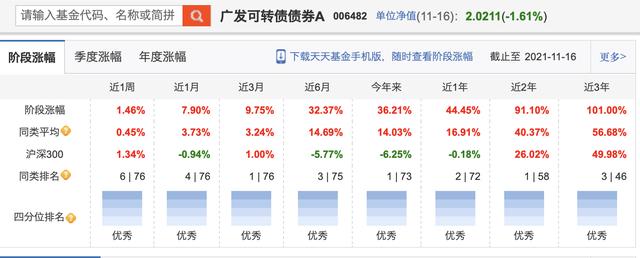 请输入基金代码、名称或简拼 广发可转债债券A 006482 单位净值(11-16): 2.0211(-1.61%)
阶段涨幅 季度涨幅 年度涨幅 下载天天基金手机版，随时查看阶段涨幅 截止至 2021-11-16 更多>
近1周 近1月 近3月 近6月 今年来 近1年 近2年 近3年
阶段涨幅 1.46% 7.90% 9.75% 32.37% 36.21% 44.45% 91.10% 101.00%
同类平均 ? 0.45% 3.73% 3.24% 14.69% 14.03% 16.91% 40.37% 56.68%
沪深300 1.34% -0.94% 1.00% -5.77% -6.25% -0.18% 26.02% 49.98%
同类排名 ? 6 | 76 4 | 76 1 | 76 3 | 75 1 | 73 2 | 72 1 | 58 3 | 46
四分位排名 ?
优秀 优秀 优秀 优秀 优秀 优秀 优秀 优秀